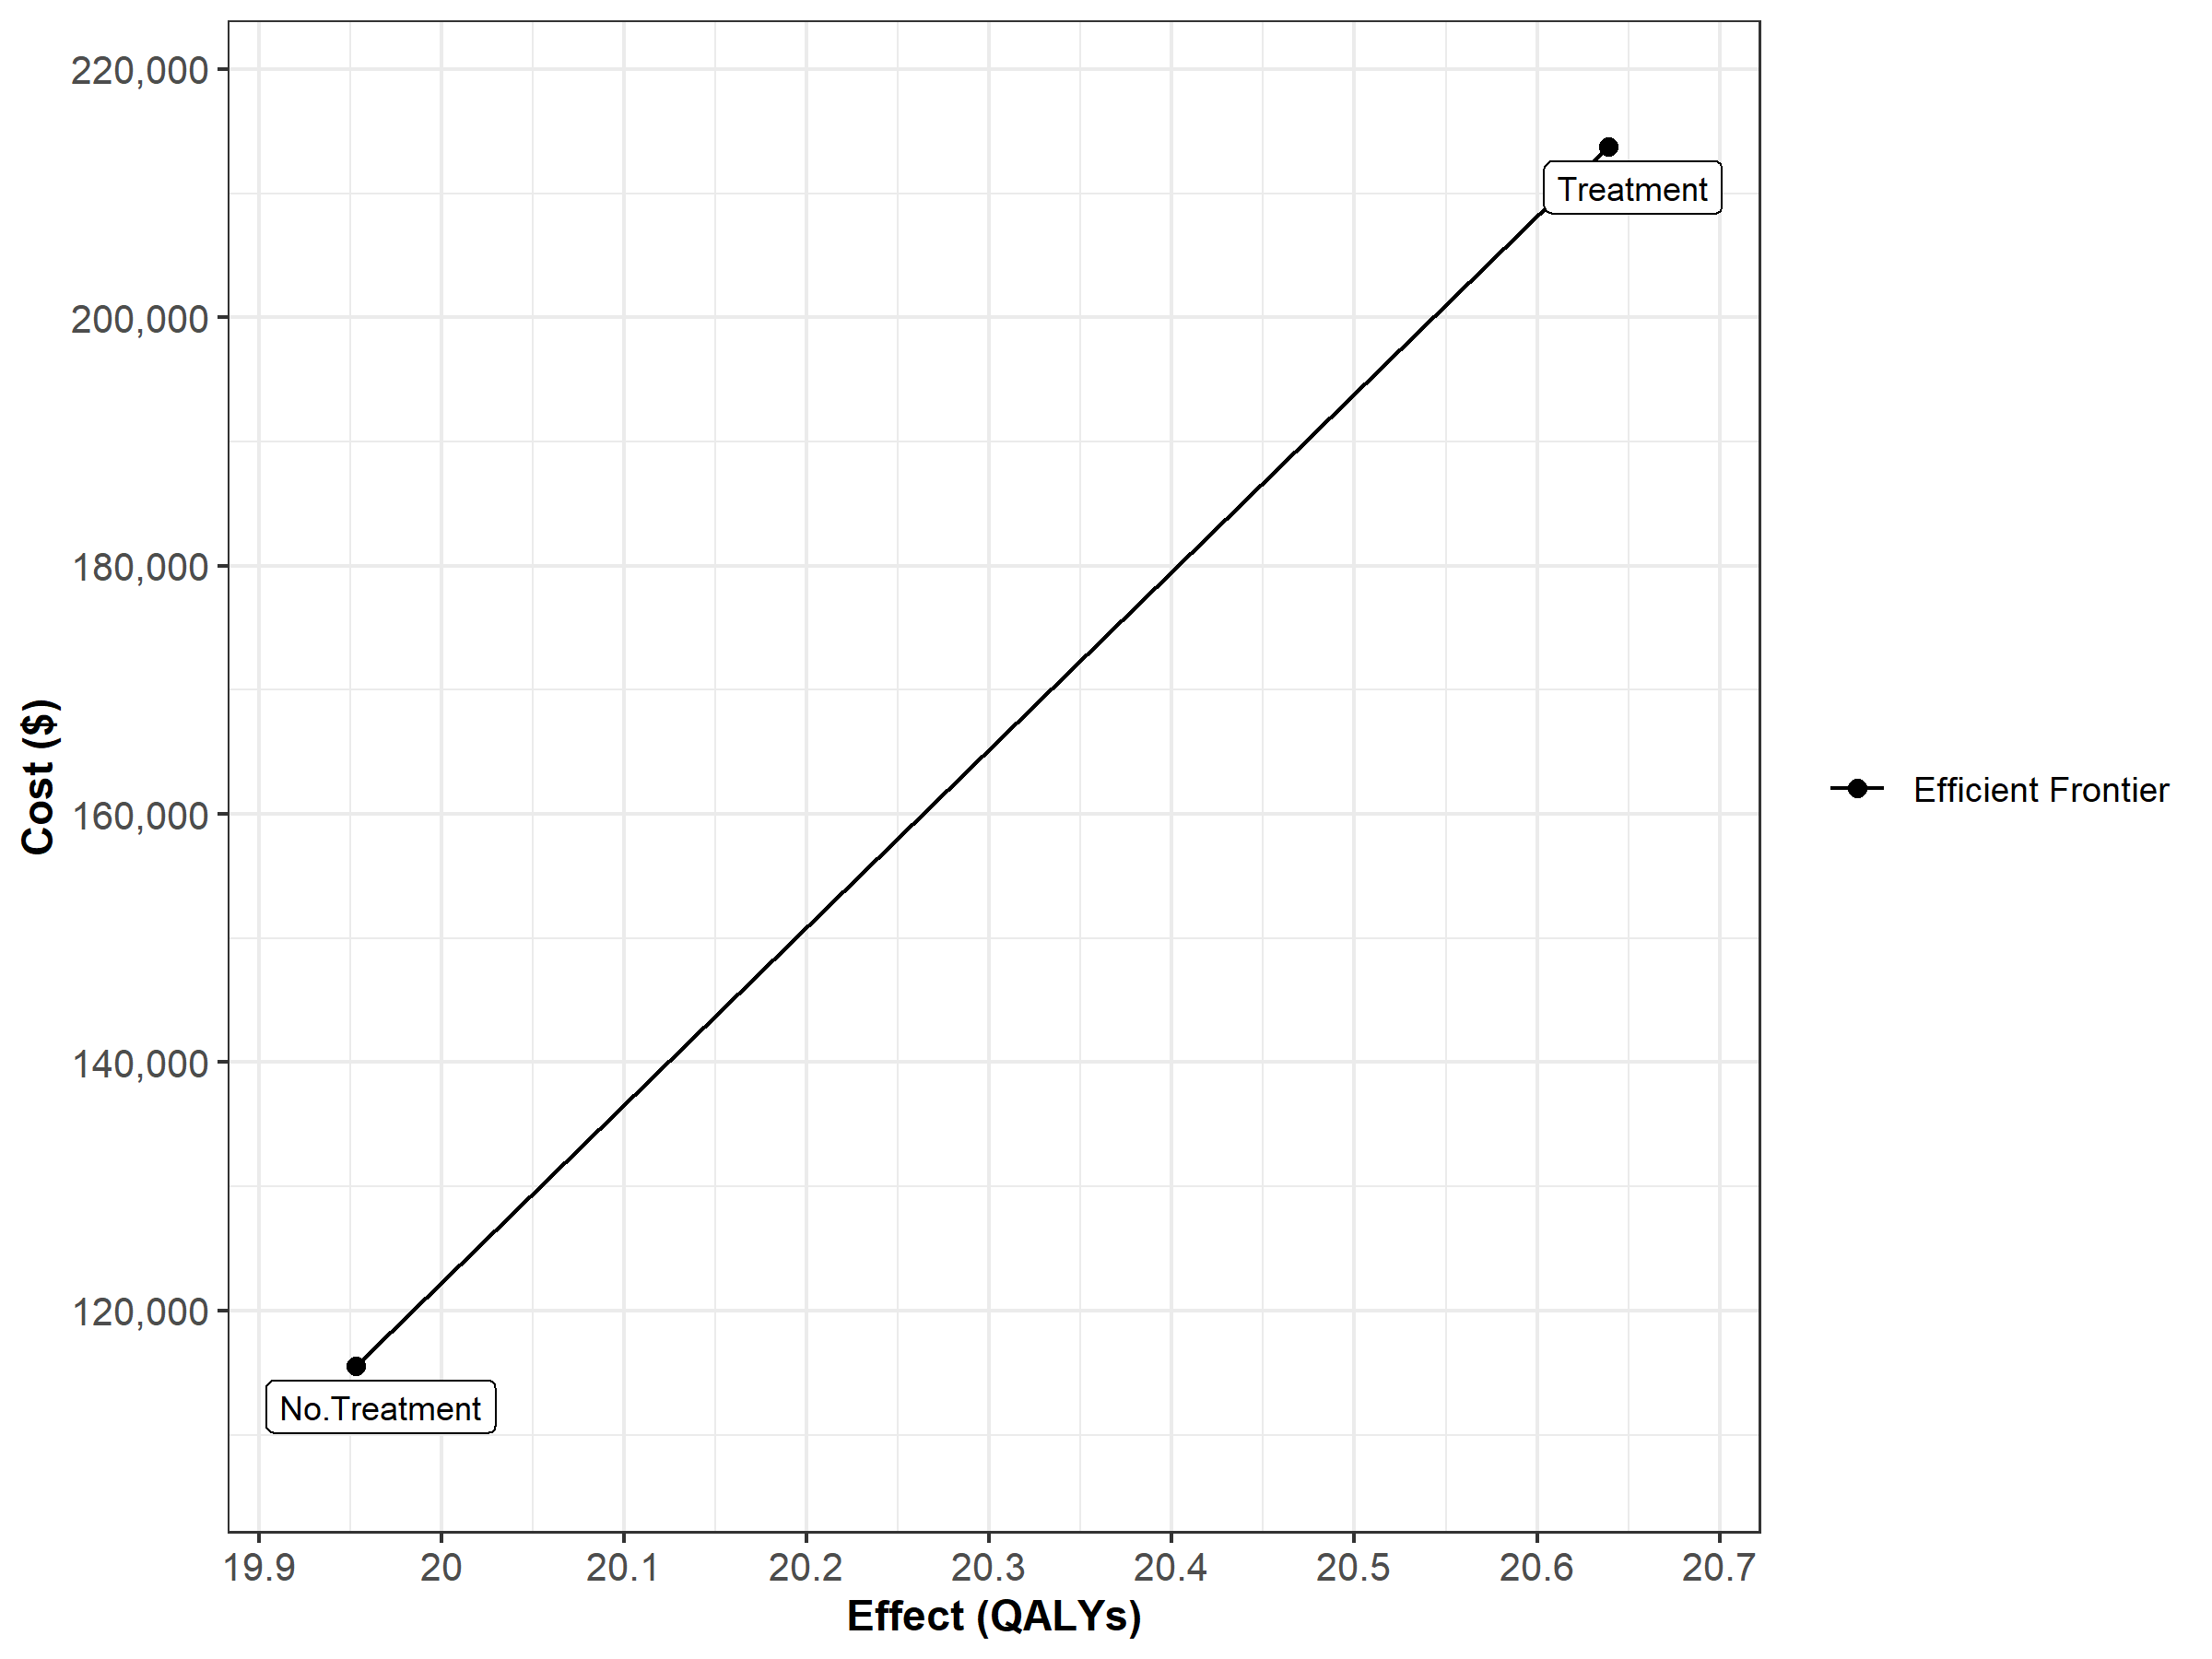 220,000
200,000
180,000
160,000
140,000
120,000
Cost ($)
Treatment
No.Treatment
19.9 20 20.1 20.2 20.3 20.4 20.5 20.6 20.7
Effect (QALYs)
Efficient Frontier